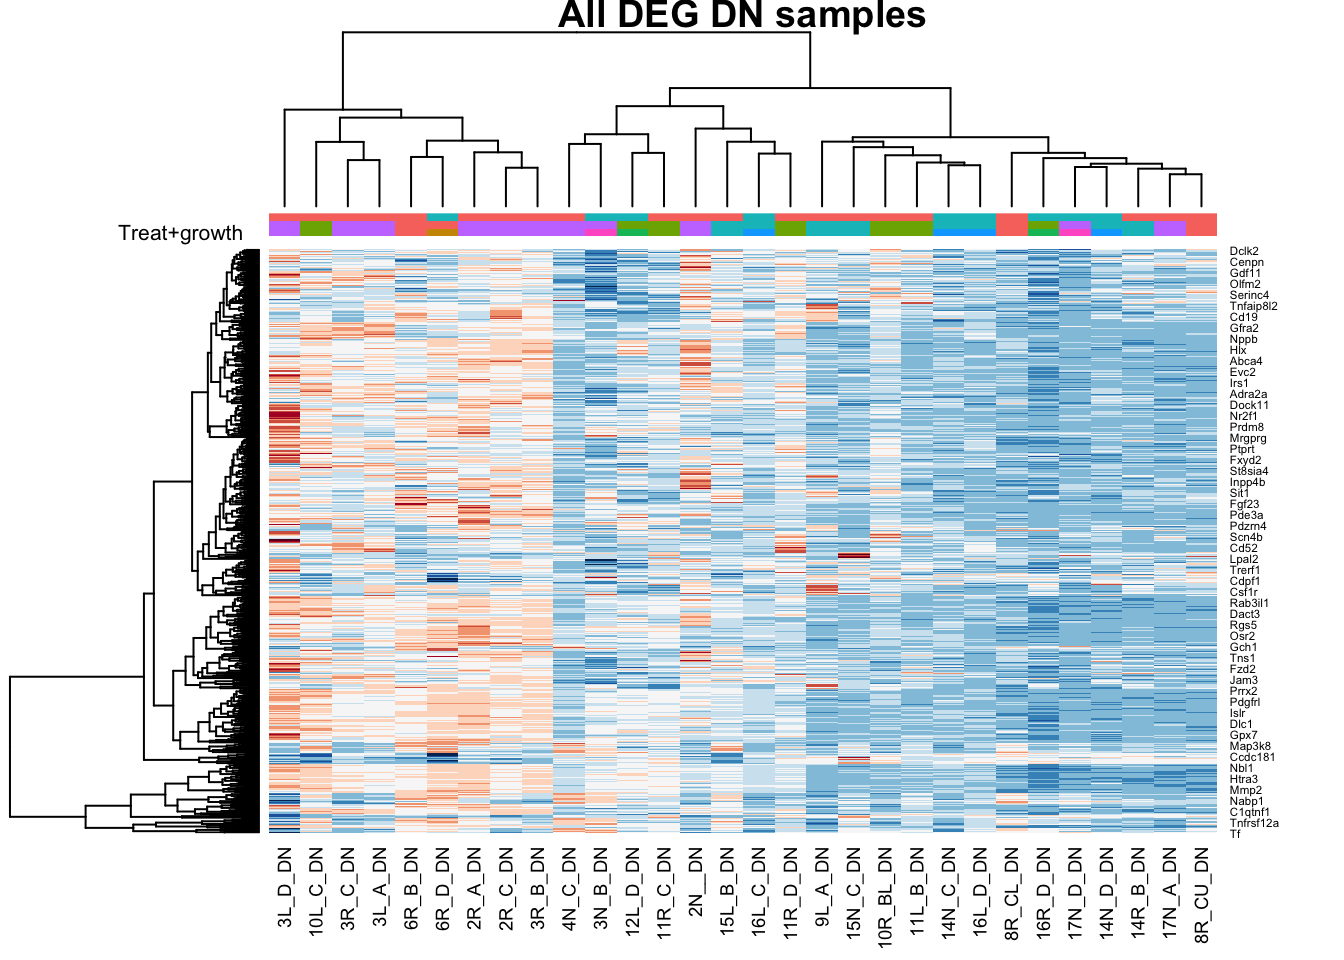 All DEG DN samples
Treat+growth
Dclk2
Cenpn
Gdf11
Olfm2
Serinc4
Tnfaip8l2
Cd19
Gfra2
Nppb
Hlx
Abca4
Evc2
Irs1
Adra2a
Dock11
Nr2f1
Prdm8
Mrgprg
Ptprt
Fxyd2
St8sia4
Inpp4b
Sit1
Fgf23
Pde3a
Pdzrn4
Scn4b
Cd52
Lpal2
Trerf1
Cdpf1
Csf1r
Rab3il1
Dact3
Rgs5
Osr2
Gch1
Tns1
Fzd2
Jam3
Prrx2
Pdgfrl
Islr
Dlc1
Gpx7
Map3k8
Ccdc181
Nbl1
Htra3
Mmp2
Nabp1
C1qtnf1
Tnfrsf12a
Tf
3L_D_DN
10L_C_DN
3R_C_DN
3L_A_DN
6R_B_DN
6R_D_DN
2R_A_DN
2R_C_DN
3R_B_DN
4N_C_DN
3N_B_DN
12L_D_DN
11R_C_DN
2N__DN
15L_B_DN
16L_C_DN
11R_D_DN
9L_A_DN
15N_C_DN
10R_BL_DN
11L_B_DN
14N_C_DN
16L_D_DN
8R_CL_DN
16R_D_DN
17N_D_DN
14N_D_DN
14R_B_DN
17N_A_DN
8R_CU_DN